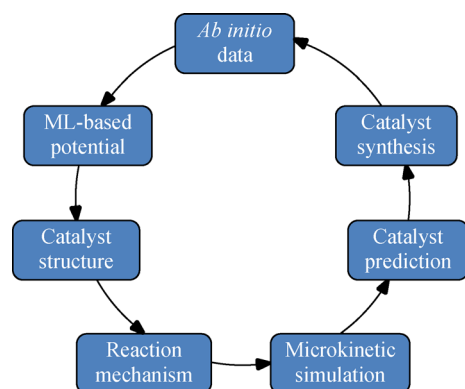 Ab initio
data
ML-based
potential
Catalyst
structure
Reaction
mechanism
Microkinetic
simulation
Catalyst
prediction
Catalyst
synthesis